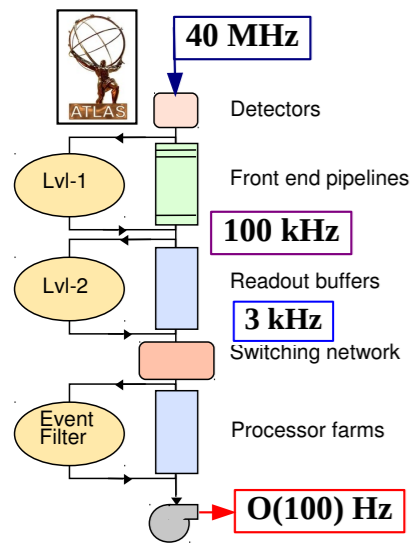 40 MHz
ATLAS
Detectors
Lvl-1
Front end pipelines
100 kHz
Lvl-2
Readout buffers
3 kHz
Switching network
Event
Filter
Processor farms
O(100) Hz